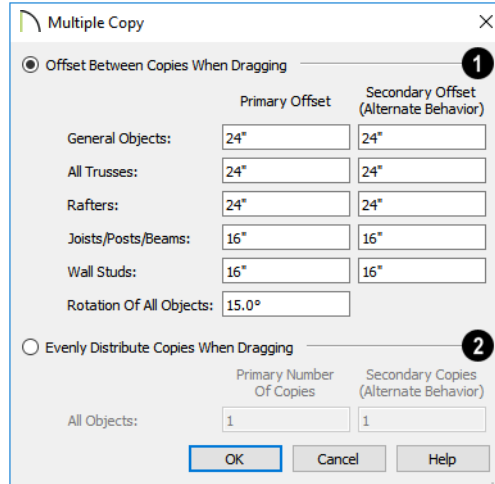 Multiple Copy
Offset Between Copies When Dragging 1
Primary Offset Secondary Offset
(Alternate Behavior)
General Objects: 24" 24"
All Trusses: 24" 24"
Rafters: 24" 24"
Joists/Posts/Beams: 16" 16"
Wall Studs: 16" 16"
Rotation Of All Objects: 15.0°
Evenly Distribute Copies When Dragging 2
Primary Number Secondary Copies
Of Copies (Alternate Behavior)
All Objects: 1 1
OK Cancel Help